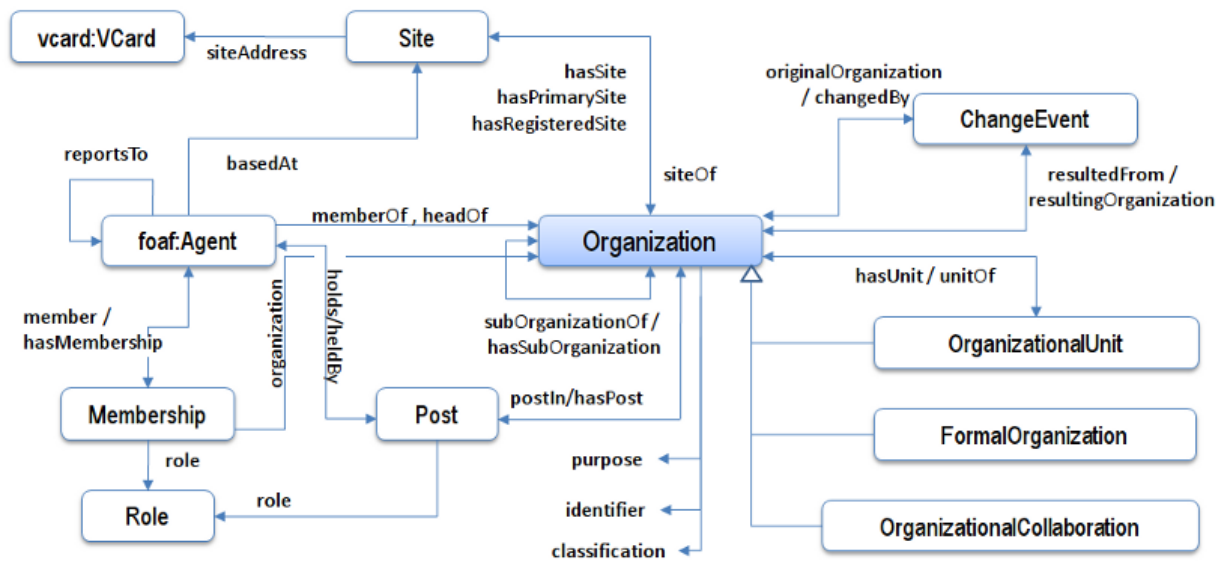 vcard:VCard
siteAddress
Site
hasSite
hasPrimarySite
hasRegisteredSite
originalOrganization
/ changedBy
ChangeEvent
reportsTo
basedAt
siteOf
resultedFrom /
resultingOrganization
foaf:Agent
memberOf , headOf
Organization
hasUnit / unitOf
organization
holds/heldBy
member /
hasMembership
subOrganizationOf /
hasSubOrganization
OrganizationalUnit
Membership
Post
postIn/hasPost
FormalOrganization
role
purpose
role
identifier
Role
OrganizationalCollaboration
classification